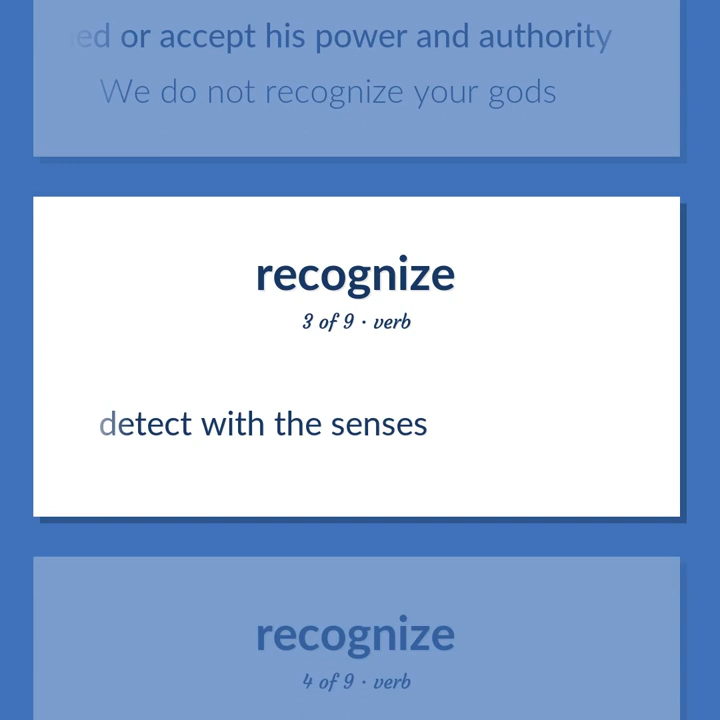 or accept his power and authority
We do not recognize your gods
recognize
3 of 9 · verb
detect with the senses
recognize
4 of 9 · verb